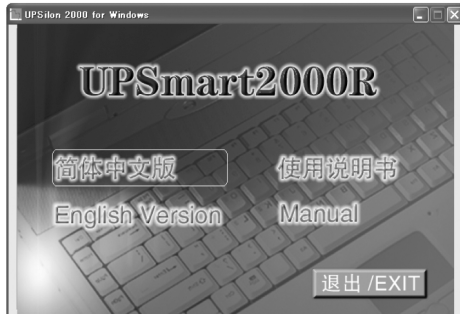 UPSilon 2000 for Windows
UPSmart2000R
简体中文版
使用说明书
English Version
Manual
退出 /EXIT